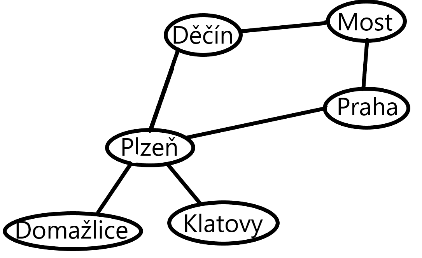 Děčín
Most
Praha
Plzeň
Domažlice
Klatovy